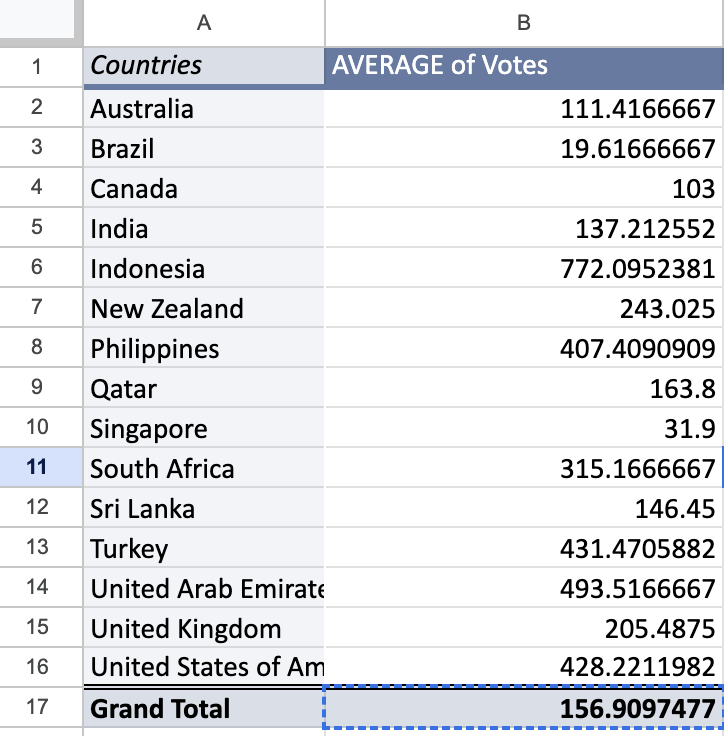 A B
1 Countries AVERAGE of Votes
2 Australia 111.4166667
3 Brazil 19.61666667
4 Canada 103
5 India 137.212552
6 Indonesia 772.0952381
7 New Zealand 243.025
8 Philippines 407.4090909
9 Qatar 163.8
10 Singapore 31.9
11 South Africa 315.1666667
12 Sri Lanka 146.45
13 Turkey 431.4705882
14 United Arab Emirate 493.5166667
15 United Kingdom 205.4875
16 United States of Am 428.2211982
17 Grand Total 156.9097477